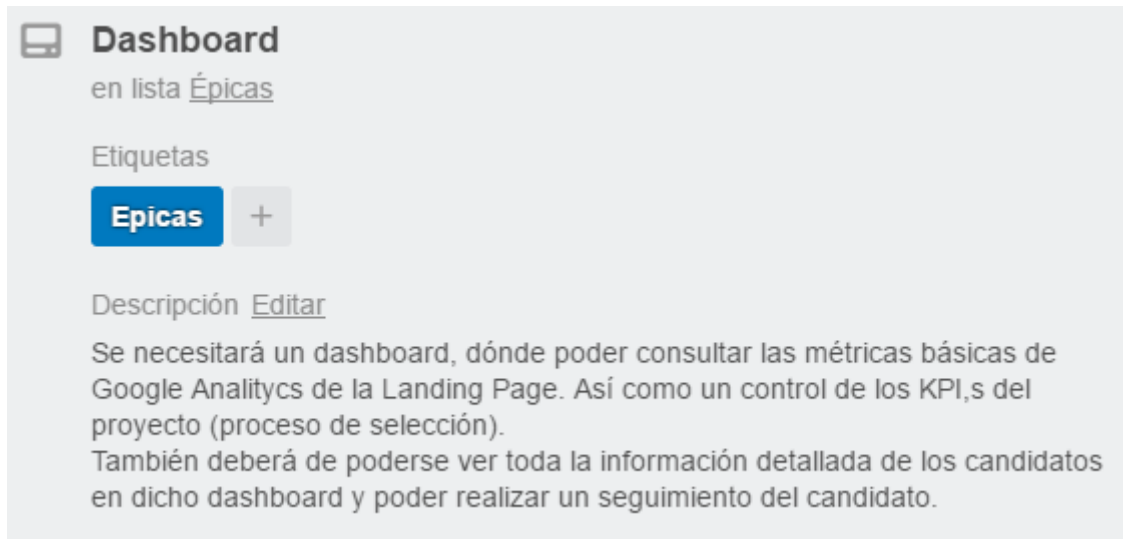 Dashboard
en lista Épicas
Etiquetas
Epicas +
Descripción Editar
Se necesitará un dashboard, dónde poder consultar las métricas básicas de
Google Analitycs de la Landing Page. Así como un control de los KPI,s del
proyecto (proceso de selección).
También deberá de poderse ver toda la información detallada de los candidatos
en dicho dashboard y poder realizar un seguimiento del candidato.